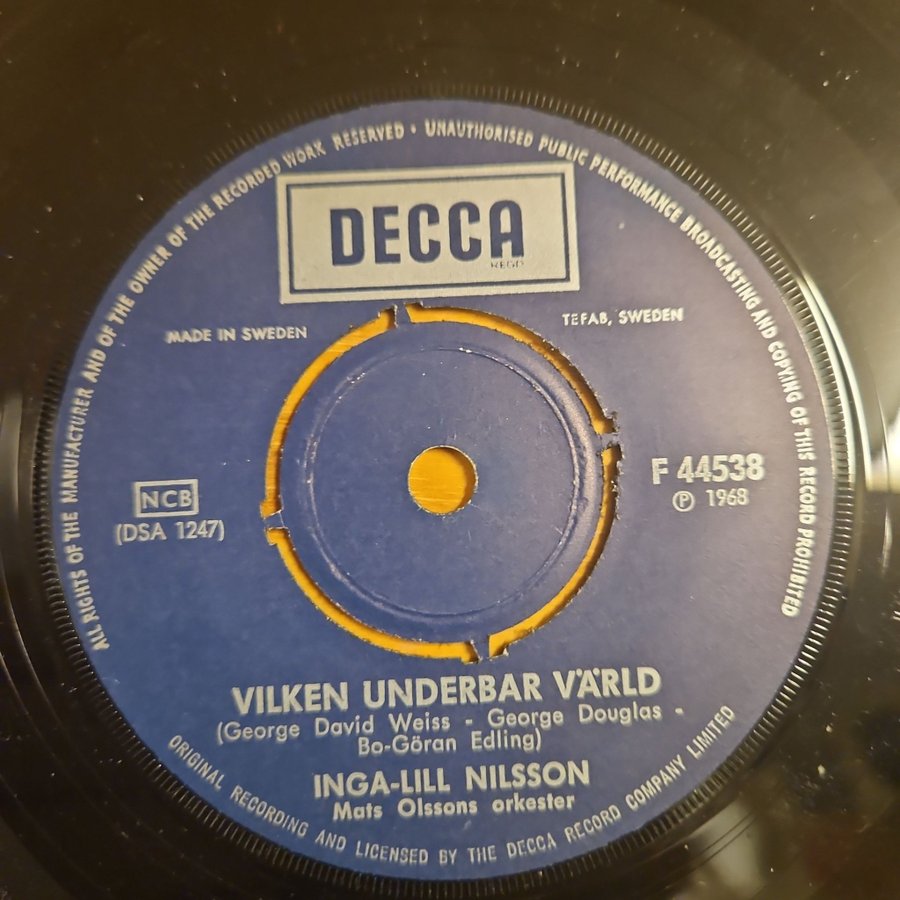 ALL RIGHTS OF THE MANUFACTURER AND OF THE OWNER OF THE RECORDED WORK RESERVED • UNAUTHORISED PUBLIC PERFORMANCE BROADCASTING AND COPYING OF THIS RECORD PROHIBITED
DECCA
REGD
MADE IN SWEDEN
TEFAB, SWEDEN
F 44538
℗ 1968
NCB
(DSA 1247)
VILKEN UNDERBAR VÄRLD
(George David Weiss - George Douglas -
Bo-Göran Edling)
INGA-LILL NILSSON
Mats Olssons orkester
ORIGINAL RECORDING AND LICENSED BY THE DECCA RECORD COMPANY LIMITED